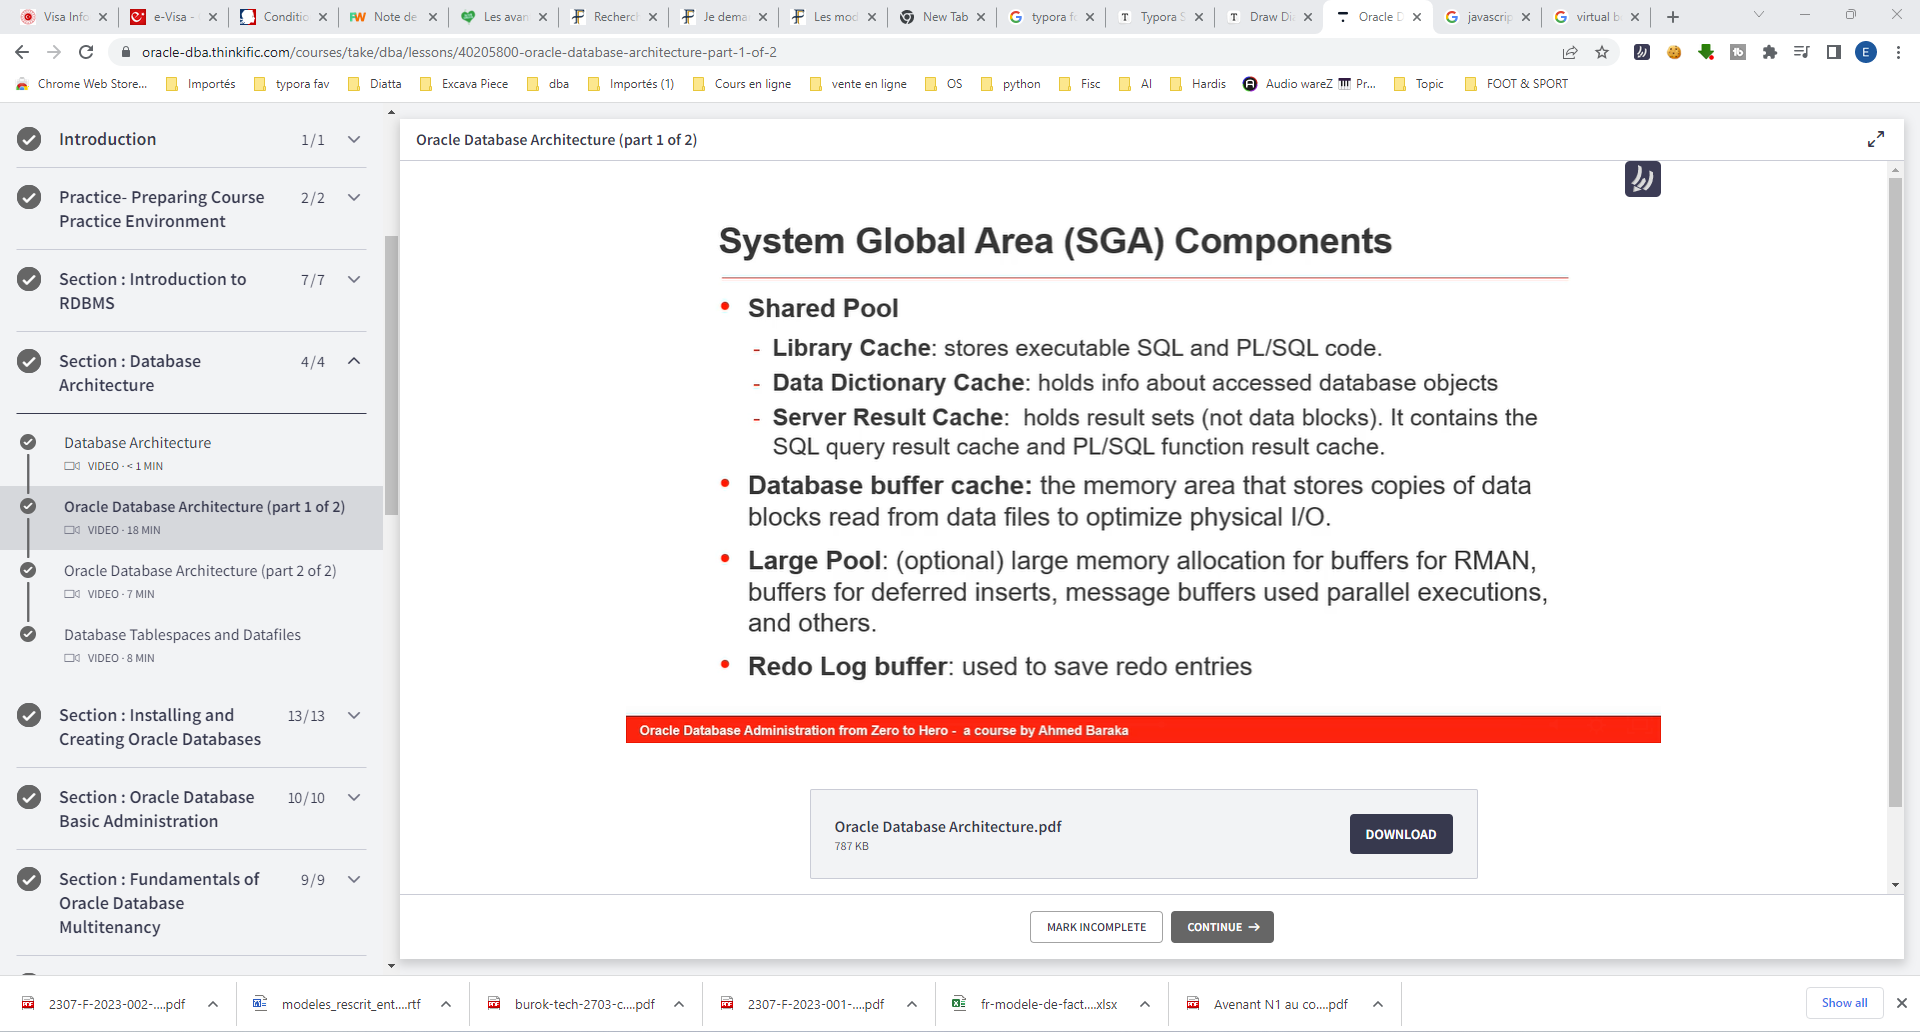 Visa Info
e-Visa -
Conditio
Note de
Les avan
Recherch
Je dema
Les mod
New Tab
typora f
Typora S
Draw Di
Oracle D
javascrip
virtual b
oracle-dba.thinkific.com/courses/take/dba/lessons/40205800-oracle-database-architecture-part-1-of-2
E
Chrome Web Store...
Importés
typora fav
Diatta
Excava Piece
dba
Importés (1)
Cours en ligne
vente en ligne
OS
python
Fisc
AI
Hardis
Audio wareZ
Pr...
Topic
FOOT & SPORT
Introduction 1/1
Practice- Preparing Course 2/2
Practice Environment
Section : Introduction to 7/7
RDBMS
Section : Database 4/4
Architecture
Database Architecture
VIDEO · < 1 MIN
Oracle Database Architecture (part 1 of 2)
VIDEO · 18 MIN
Oracle Database Architecture (part 2 of 2)
VIDEO · 7 MIN
Database Tablespaces and Datafiles
VIDEO · 8 MIN
Section : Installing and 13/13
Creating Oracle Databases
Section : Oracle Database 10/10
Basic Administration
Section : Fundamentals of 9/9
Oracle Database
Multitenancy
Oracle Database Architecture (part 1 of 2)
System Global Area (SGA) Components
• Shared Pool
- Library Cache: stores executable SQL and PL/SQL code.
- Data Dictionary Cache: holds info about accessed database objects
- Server Result Cache: holds result sets (not data blocks). It contains the
SQL query result cache and PL/SQL function result cache.
• Database buffer cache: the memory area that stores copies of data
blocks read from data files to optimize physical I/O.
• Large Pool: (optional) large memory allocation for buffers for RMAN,
buffers for deferred inserts, message buffers used parallel executions,
and others.
• Redo Log buffer: used to save redo entries
Oracle Database Administration from Zero to Hero - a course by Ahmed Baraka
Oracle Database Architecture.pdf
787 KB
DOWNLOAD
MARK INCOMPLETE
CONTINUE →
2307-F-2023-002-....pdf
modeles_rescrit_ent....rtf
burok-tech-2703-c....pdf
2307-F-2023-001-....pdf
fr-modele-de-fact....xlsx
Avenant N1 au co....pdf
Show all